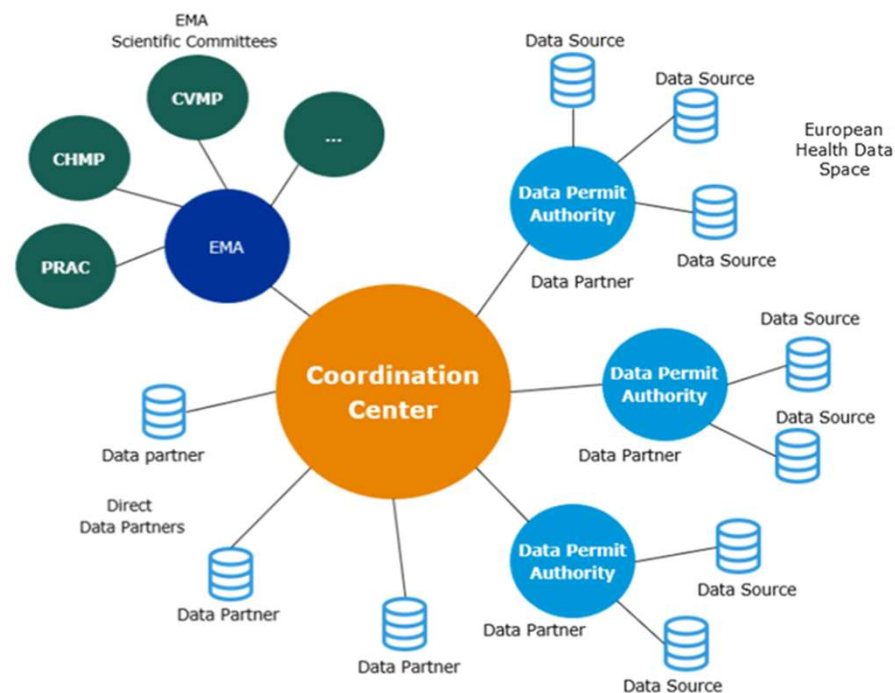 EMA
Scientific Committees
CVMP
...
CHMP
PRAC
EMA
Data Source
Data Source
European
Health Data
Space
Data Permit
Authority
Data Source
Data Partner
Coordination
Center
Data Source
Data Permit
Authority
Data Source
Data Partner
Data partner
Direct
Data Partners
Data Partner
Data Partner
Data Permit
Authority
Data Source
Data Partner
Data Source